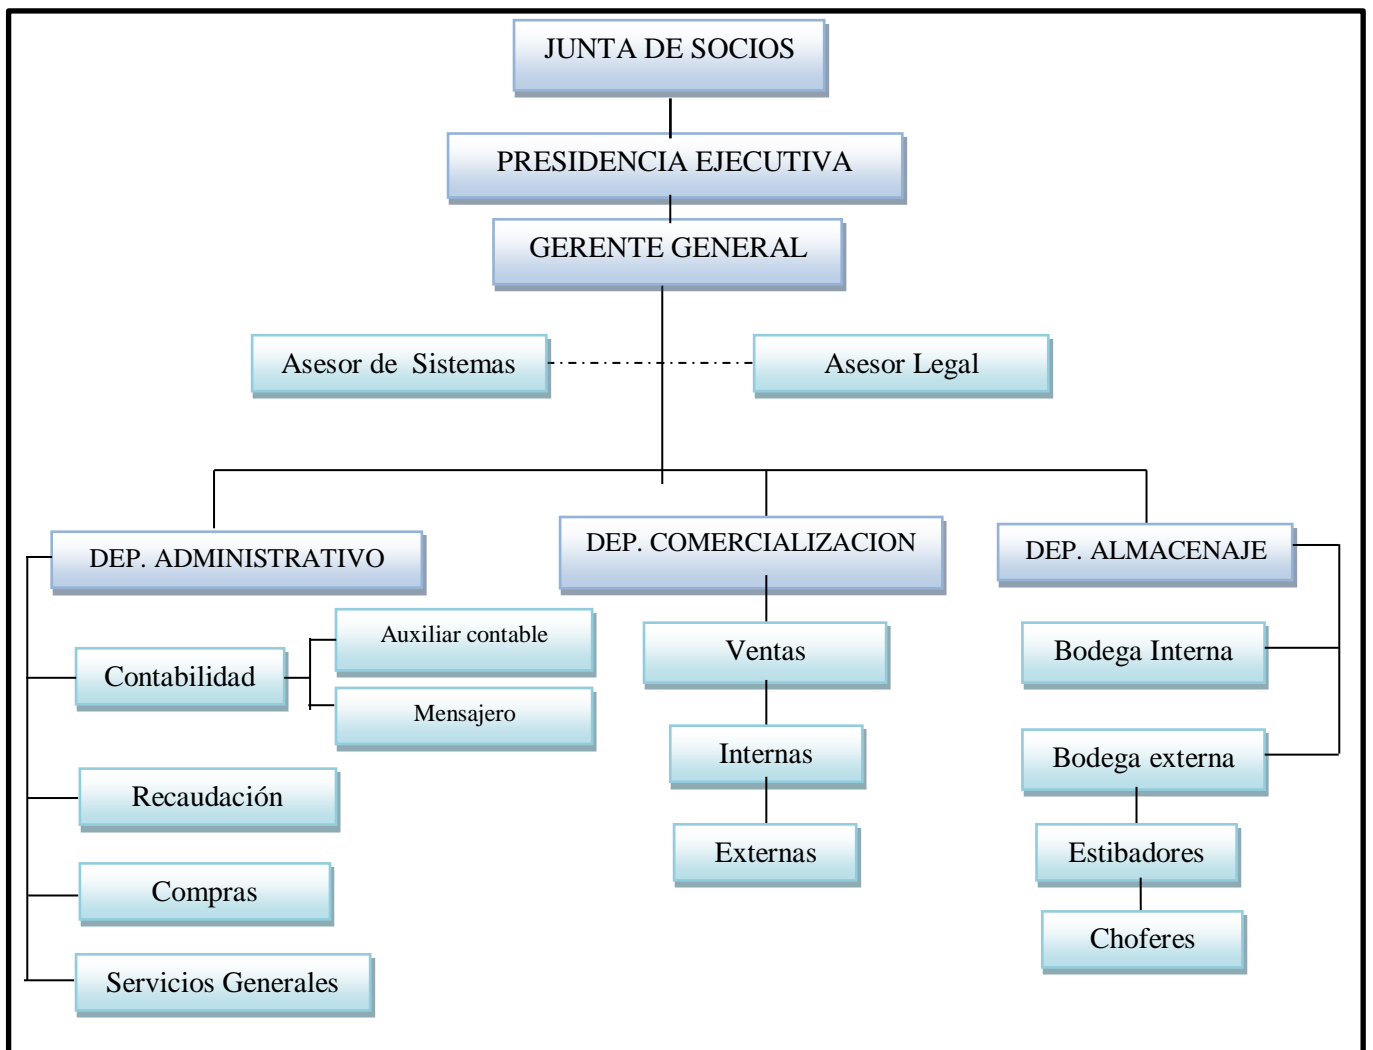 JUNTA DE SOCIOS
PRESIDENCIA EJECUTIVA
GERENTE GENERAL
Asesor de Sistemas
Asesor Legal
DEP. ADMINISTRATIVO
DEP. COMERCIALIZACION
DEP. ALMACENAJE
Contabilidad
Auxiliar contable
Mensajero
Recaudación
Compras
Servicios Generales
Ventas
Internas
Externas
Bodega Interna
Bodega externa
Estibadores
Choferes